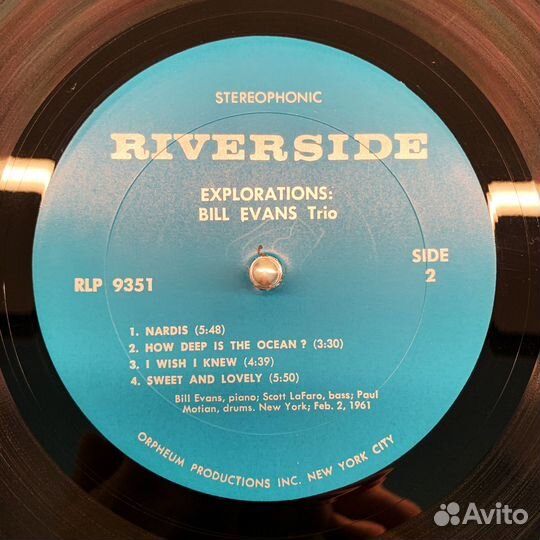 STEREOPHONIC
RIVERSIDE
EXPLORATIONS:
BILL EVANS Trio
RLP 9351
SIDE
2
1. NARDIS (5:48)
2. HOW DEEP IS THE OCEAN? (3:30)
3. I WISH I KNEW (4:39)
4. SWEET AND LOVELY (5:50)
Bill Evans, piano; Scott LaFaro, bass; Paul
Motian, drums. New York; Feb. 2, 1961
ORPHEUM PRODUCTIONS INC. NEW YORK CITY
Avito